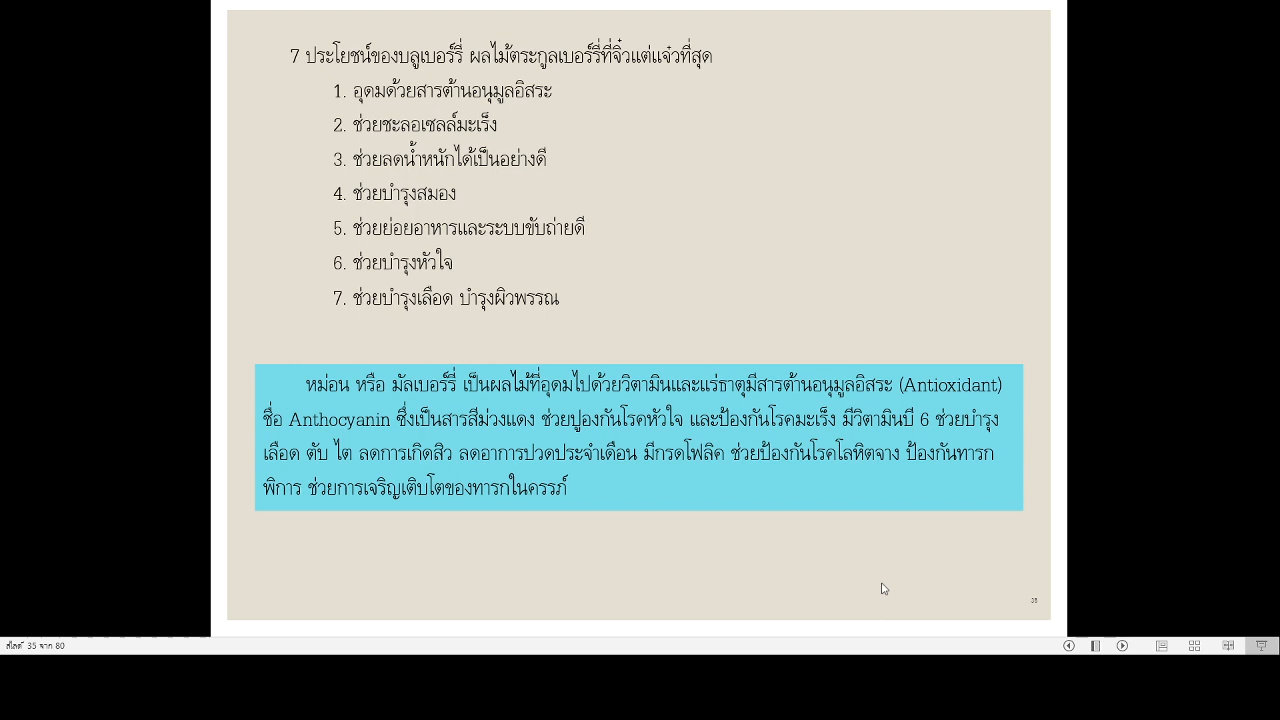 7 ประโยชน์ของบลูเบอร์รี่ ผลไม้ตระกูลเบอร์รี่ที่จิ๋วแต่แจ๋วที่สุด
1. อุดมด้วยสารต้านอนุมูลอิสระ
2. ช่วยชะลอเซลล์มะเร็ง
3. ช่วยลดน้ำหนักได้เป็นอย่างดี
4. ช่วยบำรุงสมอง
5. ช่วยย่อยอาหารและระบบขับถ่ายดี
6. ช่วยบำรุงหัวใจ
7. ช่วยบำรุงเลือด บำรุงผิวพรรณ
หม่อน หรือ มัลเบอร์รี่ เป็นผลไม้ที่อุดมไปด้วยวิตามินและแร่ธาตุมีสารต้านอนุมูลอิสระ (Antioxidant)
ชื่อ Anthocyanin ซึ่งเป็นสารสีม่วงแดง ช่วยปูองกันโรคหัวใจ และป้องกันโรคมะเร็ง มีวิตามินบี 6 ช่วยบำรุง
เลือด ตับ ไต ลดการเกิดสิว ลดอาการปวดประจำเดือน มีกรดโฟลิค ช่วยป้องกันโรคโลหิตจาง ป้องกันทารก
พิการ ช่วยการเจริญเติบโตของทารกในครรภ์
35
สไลด์ 35 จาก 80